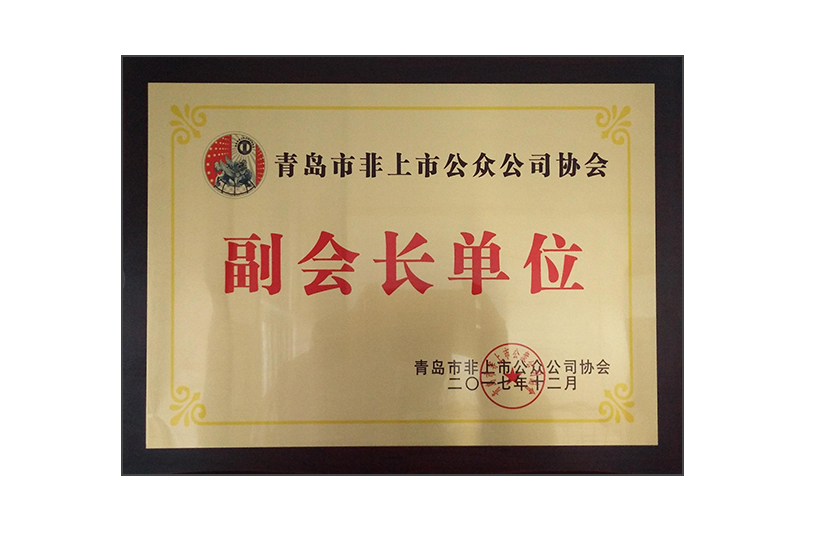 青岛市非上市公众公司协会
副会长单位
青岛市非上市公众公司协会
二〇一七年十二月